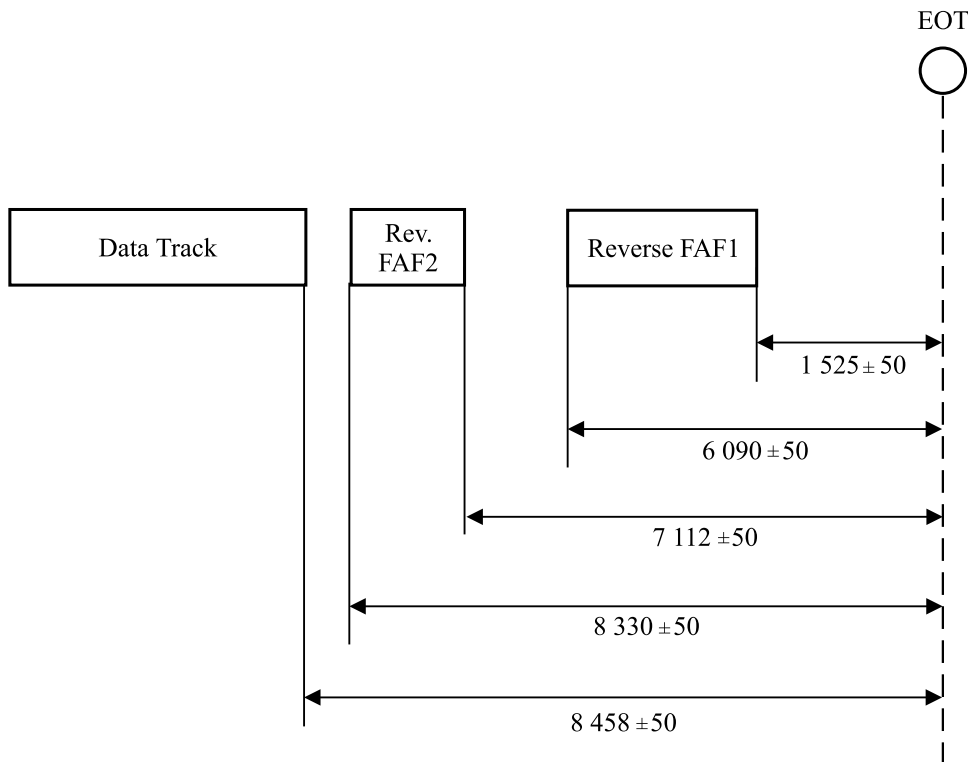 EOT
Data Track
Rev.
FAF2
Reverse FAF1
1 525 ± 50
6 090 ± 50
7 112 ± 50
8 330 ± 50
8 458 ± 50